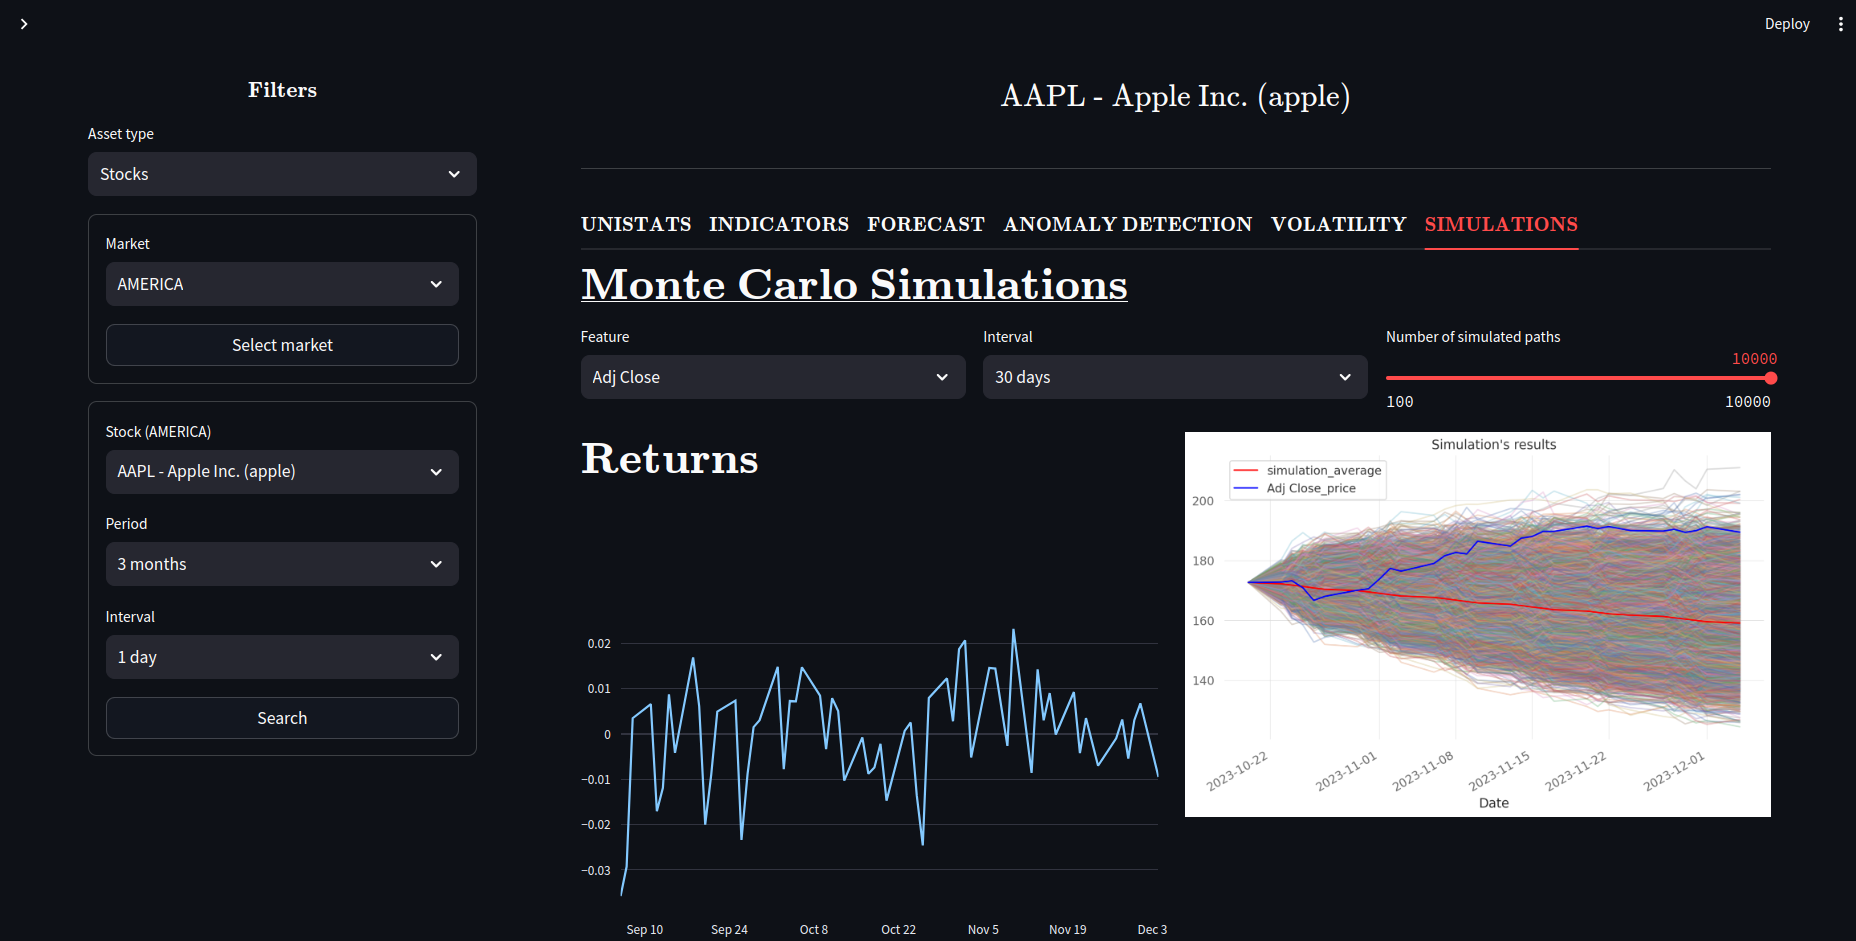 Deploy
Filters
Asset type
Stocks
Market
AMERICA
Select market
Stock (AMERICA)
AAPL - Apple Inc. (apple)
Period
3 months
Interval
1 day
Search
AAPL - Apple Inc. (apple)
UNISTATS INDICATORS FORECAST ANOMALY DETECTION VOLATILITY SIMULATIONS
Monte Carlo Simulations
Feature
Adj Close
Interval
30 days
Number of simulated paths
10000
100 10000
Returns
0.02
0.01
0
−0.01
−0.02
−0.03
Sep 10 Sep 24 Oct 8 Oct 22 Nov 5 Nov 19 Dec 3
Simulation's results
simulation_average
Adj Close_price
200
180
160
140
2023-10-22 2023-11-01 2023-11-08 2023-11-15 2023-11-22 2023-12-01
Date